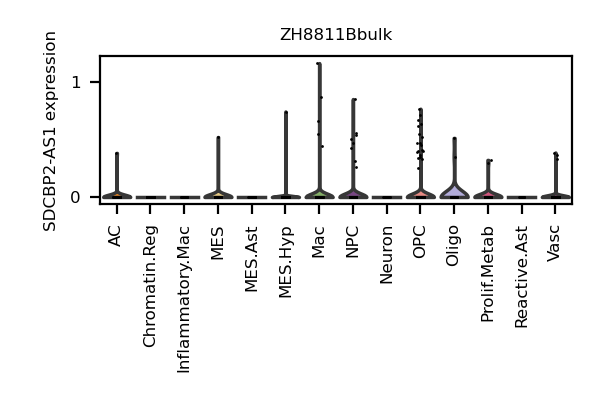 ZH8811Bbulk
SDCBP2-AS1 expression
1
0
AC
Chromatin.Reg
Inflammatory.Mac
MES
MES.Ast
MES.Hyp
Mac
NPC
Neuron
OPC
Oligo
Prolif.Metab
Reactive.Ast
Vasc